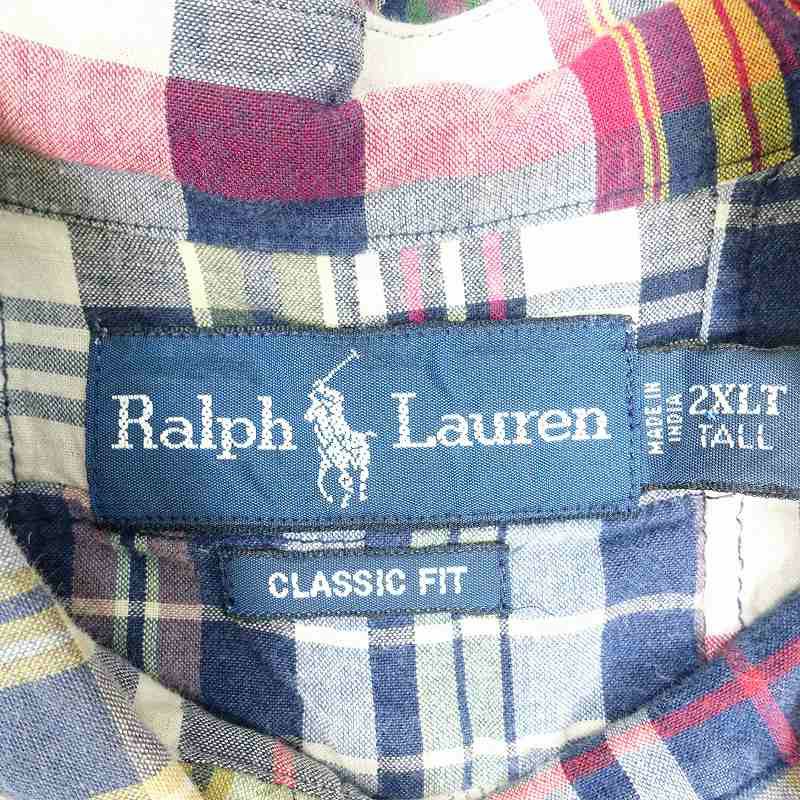 Ralph Lauren
MADE IN
INDIA
2XLT
TALL
CLASSIC FIT